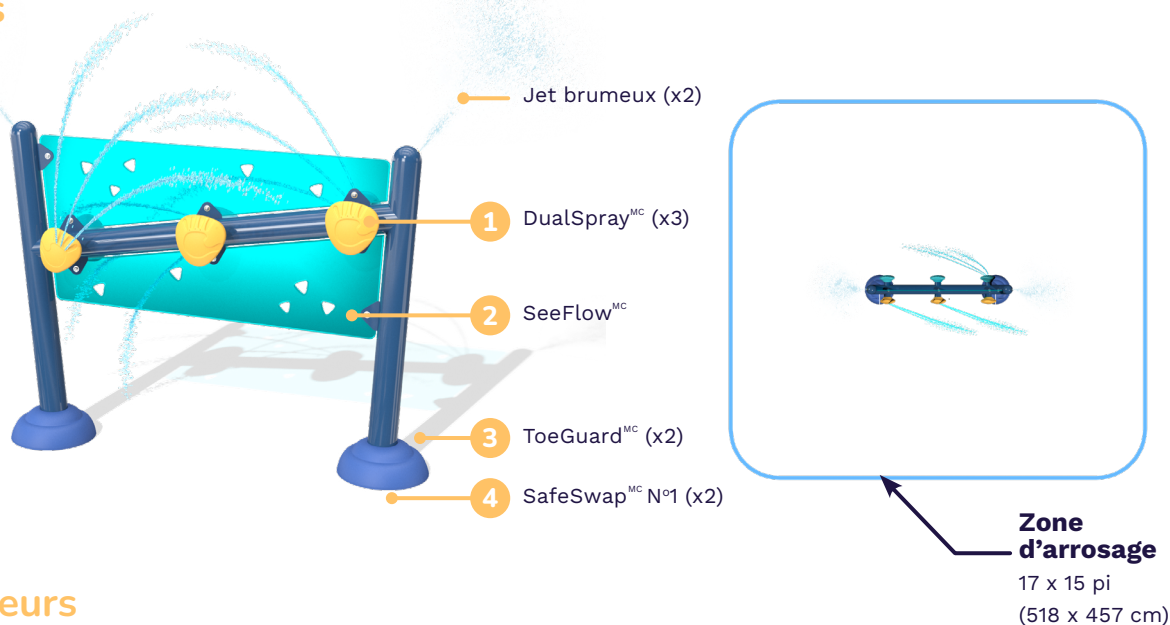 Jet brumeux (x2)
1 DualSpray^MC (x3)
2 SeeFlow^MC
3 ToeGuard^MC (x2)
4 SafeSwap^MC Nº1 (x2)
Zone
d’arrosage
17 x 15 pi
(518 x 457 cm)
eurs